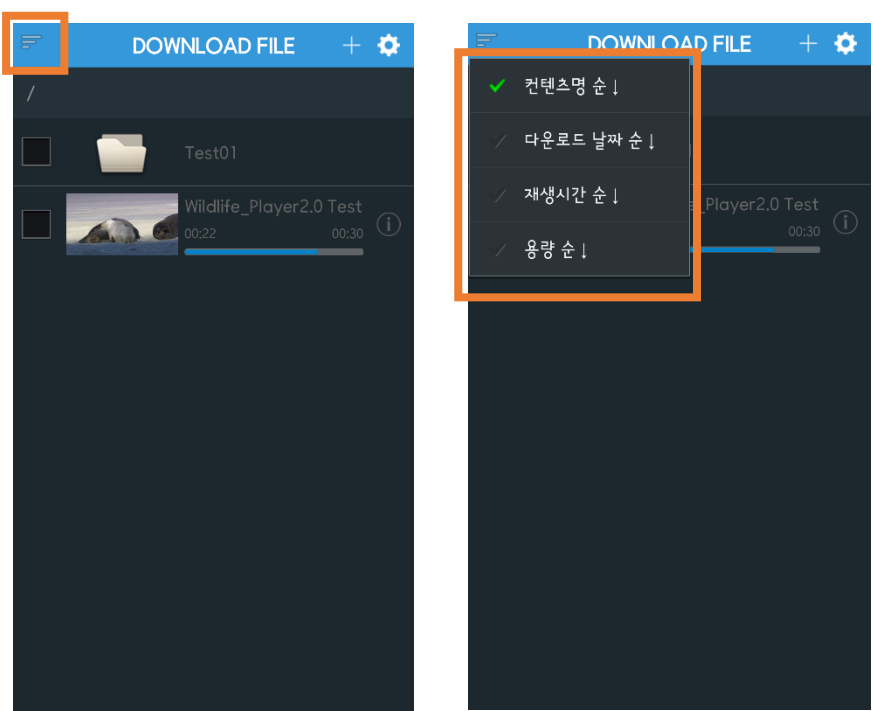 DOWNLOAD FILE
/
Test01
Wildlife_Player2.0 Test
00:22 00:30
DOWNLOAD FILE
컨텐츠명 순↓
다운로드 날짜 순↓
재생시간 순↓
용량 순↓
_Player2.0 Test
00:30